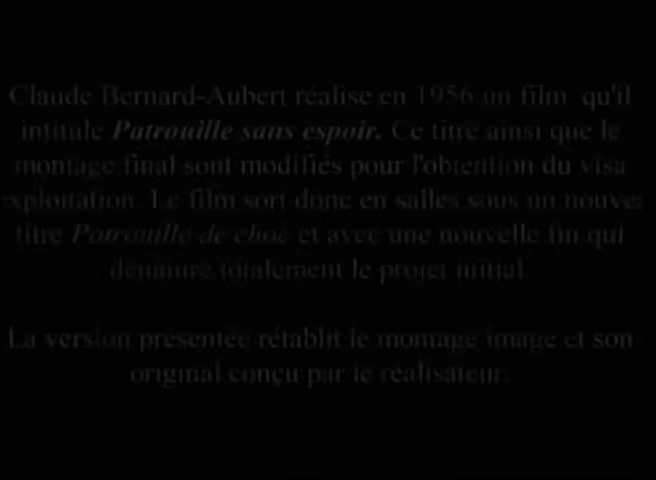 Claude Bernard-Aubert réalise en 1956 un film qu'il
intitule Patrouille sans espoir. Ce titre ainsi que le
montage final sont modifiés pour l'obtention du visa
exploitation. Le film sort donc en salles sous un nouvea
titre Patrouille de choc et avec une nouvelle fin qui
dénature totalement le projet initial.
La version présentée rétablit le montage image et son
original conçu par le réalisateur.